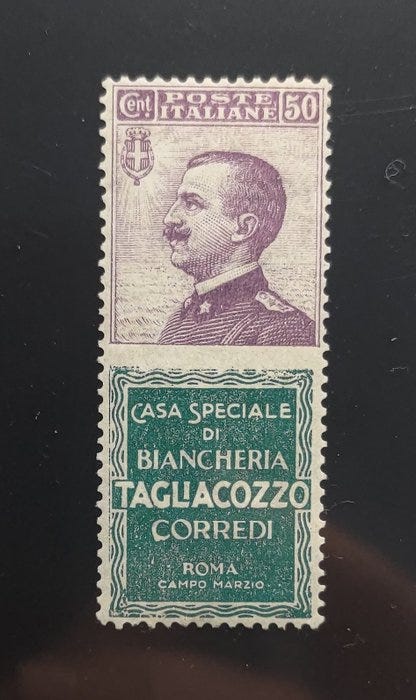 Cent. POSTE ITALIANE 50
CASA SPECIALE
DI
BIANCHERIA
TAGLIACOZZO
CORREDI
ROMA
CAMPO MARZIO